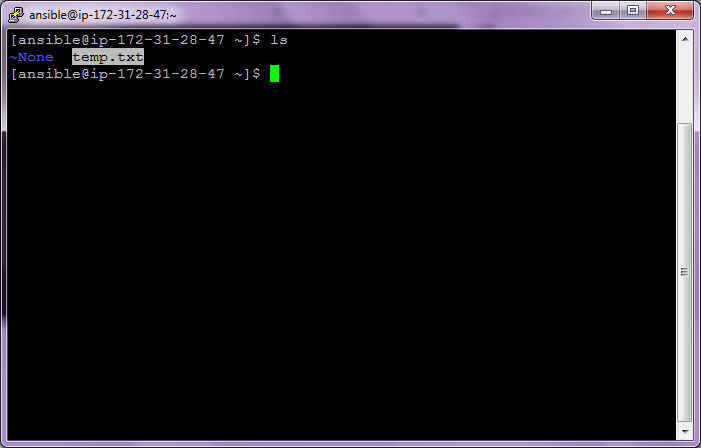 ansible@ip-172-31-28-47:~
[ansible@ip-172-31-28-47 ~]$ ls
~None  temp.txt
[ansible@ip-172-31-28-47 ~]$